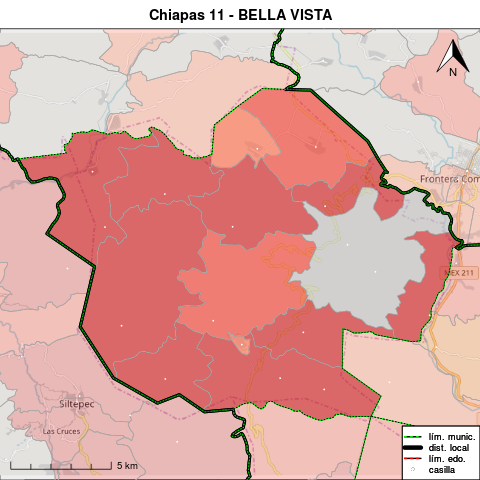 Chiapas 11 - BELLA VISTA
N
Frontera Com
MEX 211
Siltepec
Las Cruces
5 km
lím. munic.
dist. local
lím. edo.
casilla